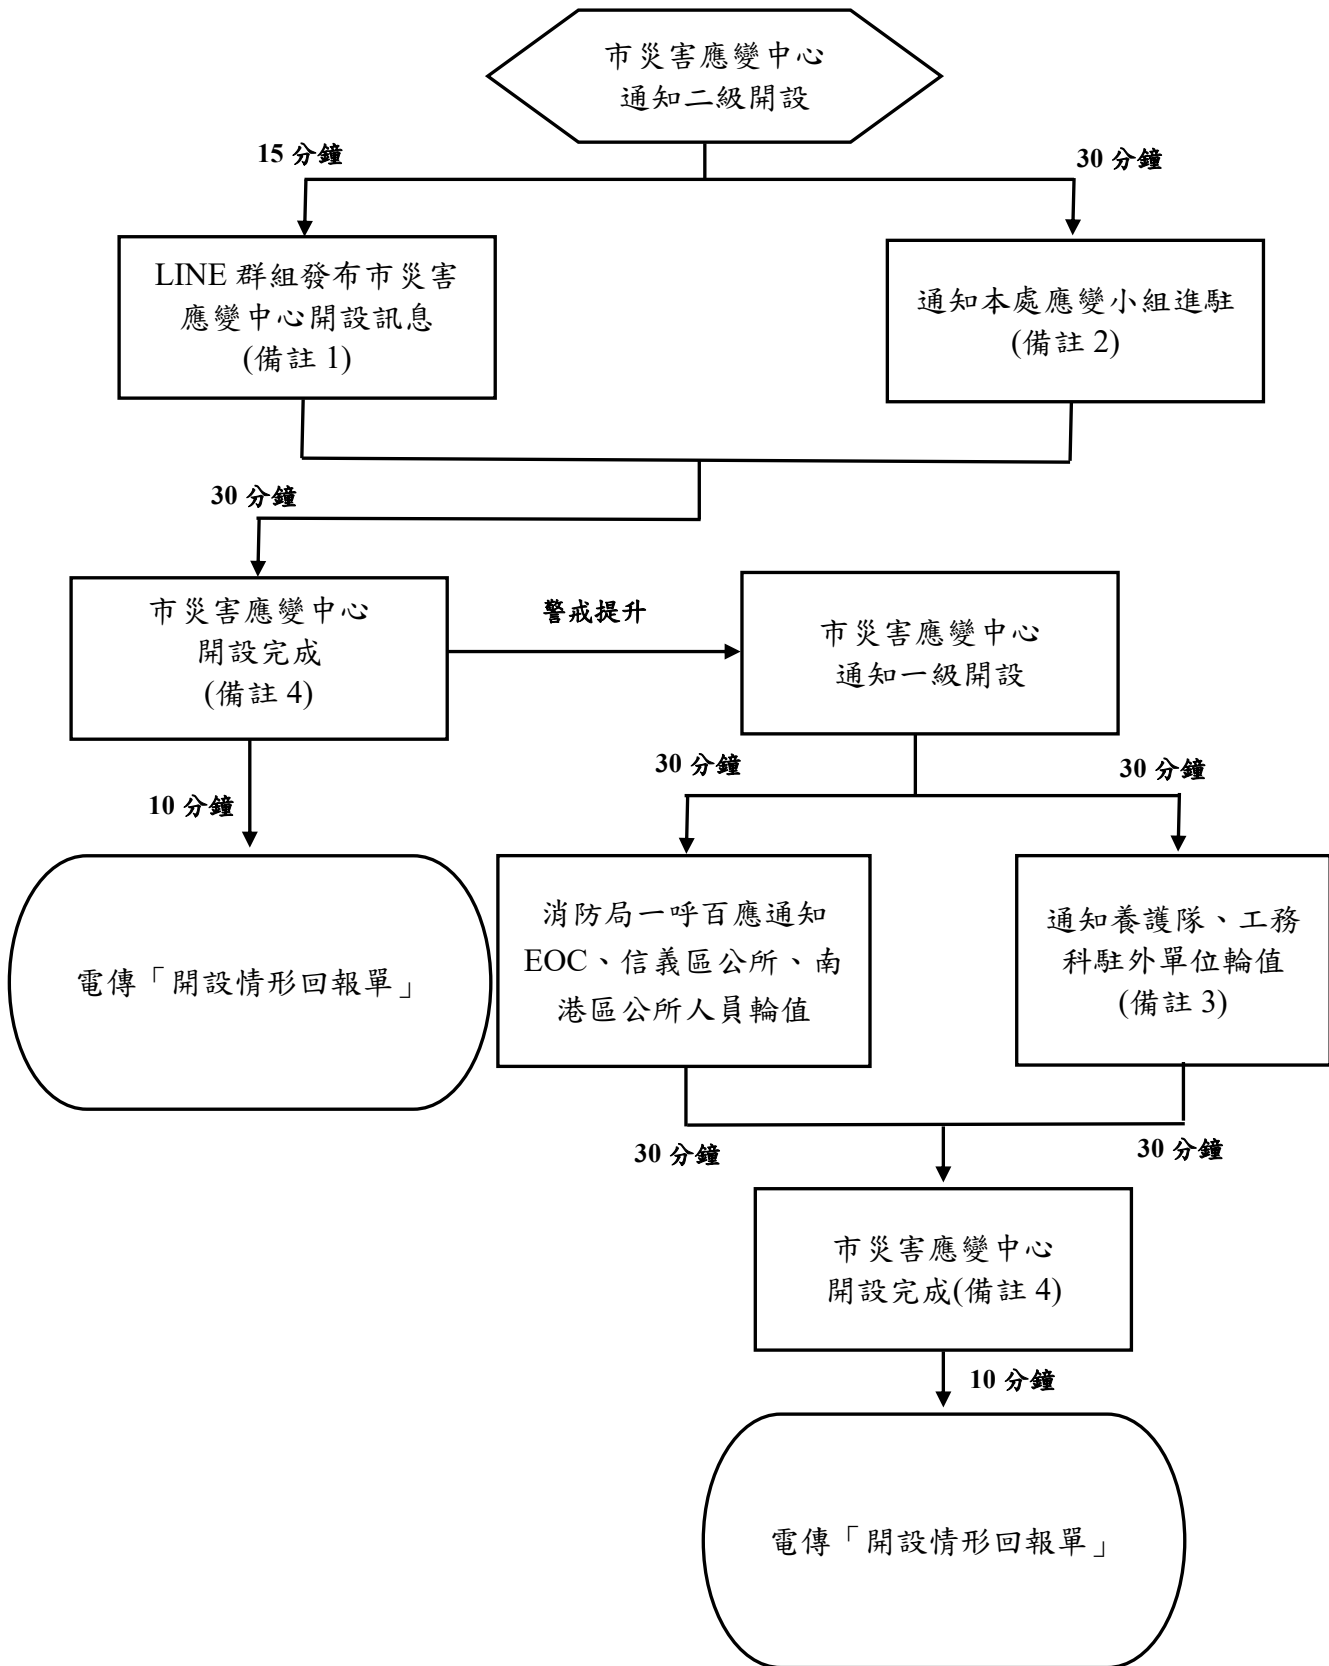 市災害應變中心
通知二級開設
15 分鐘
30 分鐘
LINE 群組發布市災害
應變中心開設訊息
(備註 1)
通知本處應變小組進駐
(備註 2)
30 分鐘
市災害應變中心
開設完成
(備註 4)
警戒提升
市災害應變中心
通知一級開設
10 分鐘
30 分鐘
30 分鐘
電傳「開設情形回報單」
消防局一呼百應通知
EOC、信義區公所、南
港區公所人員輪值
通知養護隊、工務
科駐外單位輪值
(備註 3)
30 分鐘
30 分鐘
市災害應變中心
開設完成(備註 4)
10 分鐘
電傳「開設情形回報單」